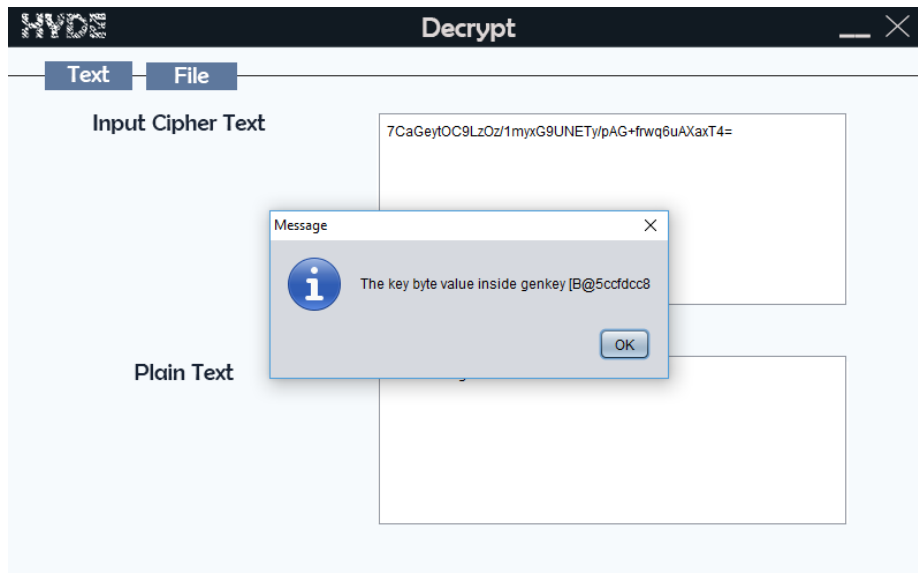 HYDE
Decrypt
Text
File
Input Cipher Text
7CaGeytOC9LzOz/1myxG9UNETy/pAG+frwq6uAXaxT4=
Message
The key byte value inside genkey [B@5ccfdcc8
OK
Plain Text